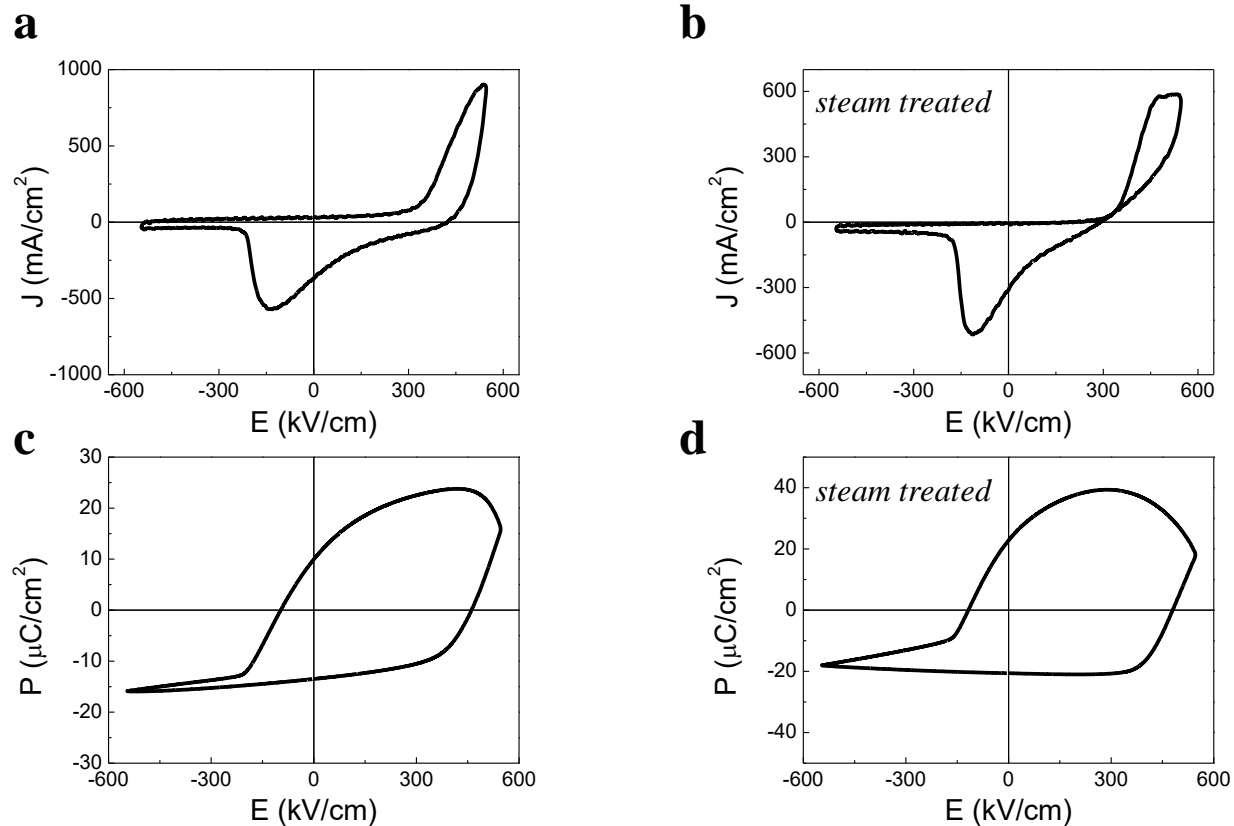 a
1000
500
0
-500
-1000
J (mA/cm²)
-600 -300 0 300 600
E (kV/cm)
b
steam treated
600
300
0
-300
-600
J (mA/cm²)
-600 -300 0 300 600
E (kV/cm)
c
30
20
10
0
-10
-20
-30
P (μC/cm²)
-600 -300 0 300 600
E (kV/cm)
d
steam treated
40
20
0
-20
-40
P (μC/cm²)
-600 -300 0 300 600
E (kV/cm)